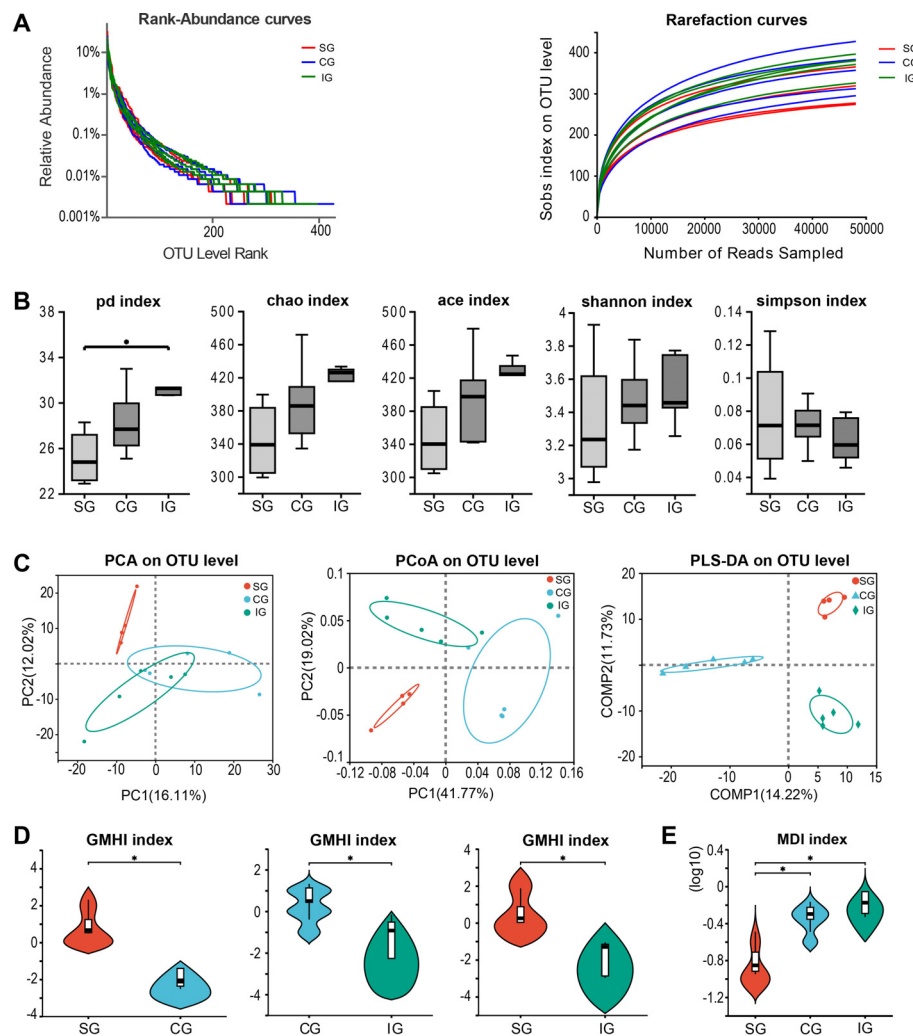 A
Rank-Abundance curves
Relative Abundance
10%
1%
0.1%
0.01%
0.001%
0
200
400
OTU Level Rank
SG
CG
IG
Rarefaction curves
Sobs index on OTU level
400
300
200
100
0
0
10000
20000
30000
40000
50000
Number of Reads Sampled
SG
CG
IG
B
pd index
38
34
30
26
22
SG
CG
IG
chao index
500
460
420
380
340
300
SG
CG
IG
ace index
500
460
420
380
340
300
SG
CG
IG
shannon index
4
3.8
3.6
3.4
3.2
3
SG
CG
IG
simpson index
0.14
0.12
0.1
0.08
0.06
0.04
SG
CG
IG
C
PCA on OTU level
SG
CG
IG
PC2(12.02%)
20
10
0
-10
-20
-20
-10
0
10
20
30
PC1(16.11%)
PCoA on OTU level
SG
CG
IG
PC2(19.02%)
0.1
0.05
0
-0.05
-0.1
-0.12
-0.08
-0.04
0
0.04
0.08
0.12
0.16
PC1(41.77%)
PLS-DA on OTU level
SG
CG
IG
COMP2(11.73%)
20
10
0
-10
-20
-20
-10
0
5
10
15
COMP1(14.22%)
D
GMHI index
*
4
2
0
-2
-4
SG
CG
GMHI index
*
2
0
-2
-4
CG
IG
GMHI index
*
4
2
0
-2
-4
SG
IG
E
MDI index
(log10)
*
*
0.4
0
-0.4
-0.8
-1.2
SG
CG
IG